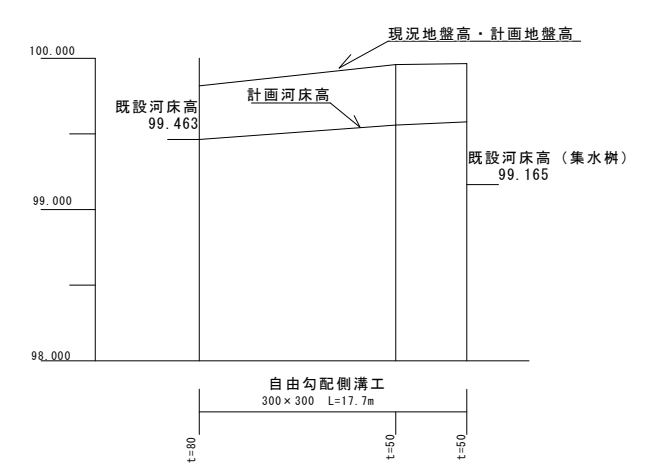 現況地盤高・計画地盤高
100.000
計画河床高
既設河床高
99.463
既設河床高（集水桝）
99.165
99.000
98.000
自由勾配側溝工
300×300 L=17.7m
t=80
t=50
t=50